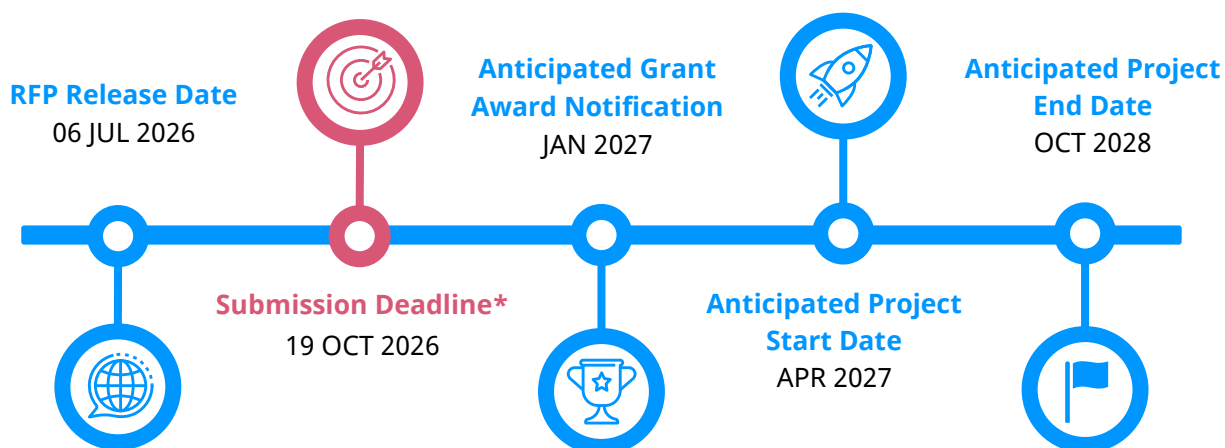 RFP Release Date
06 JUL 2026
Submission Deadline*
19 OCT 2026
Anticipated Grant
Award Notification
JAN 2027
Anticipated Project
Start Date
APR 2027
Anticipated Project
End Date
OCT 2028